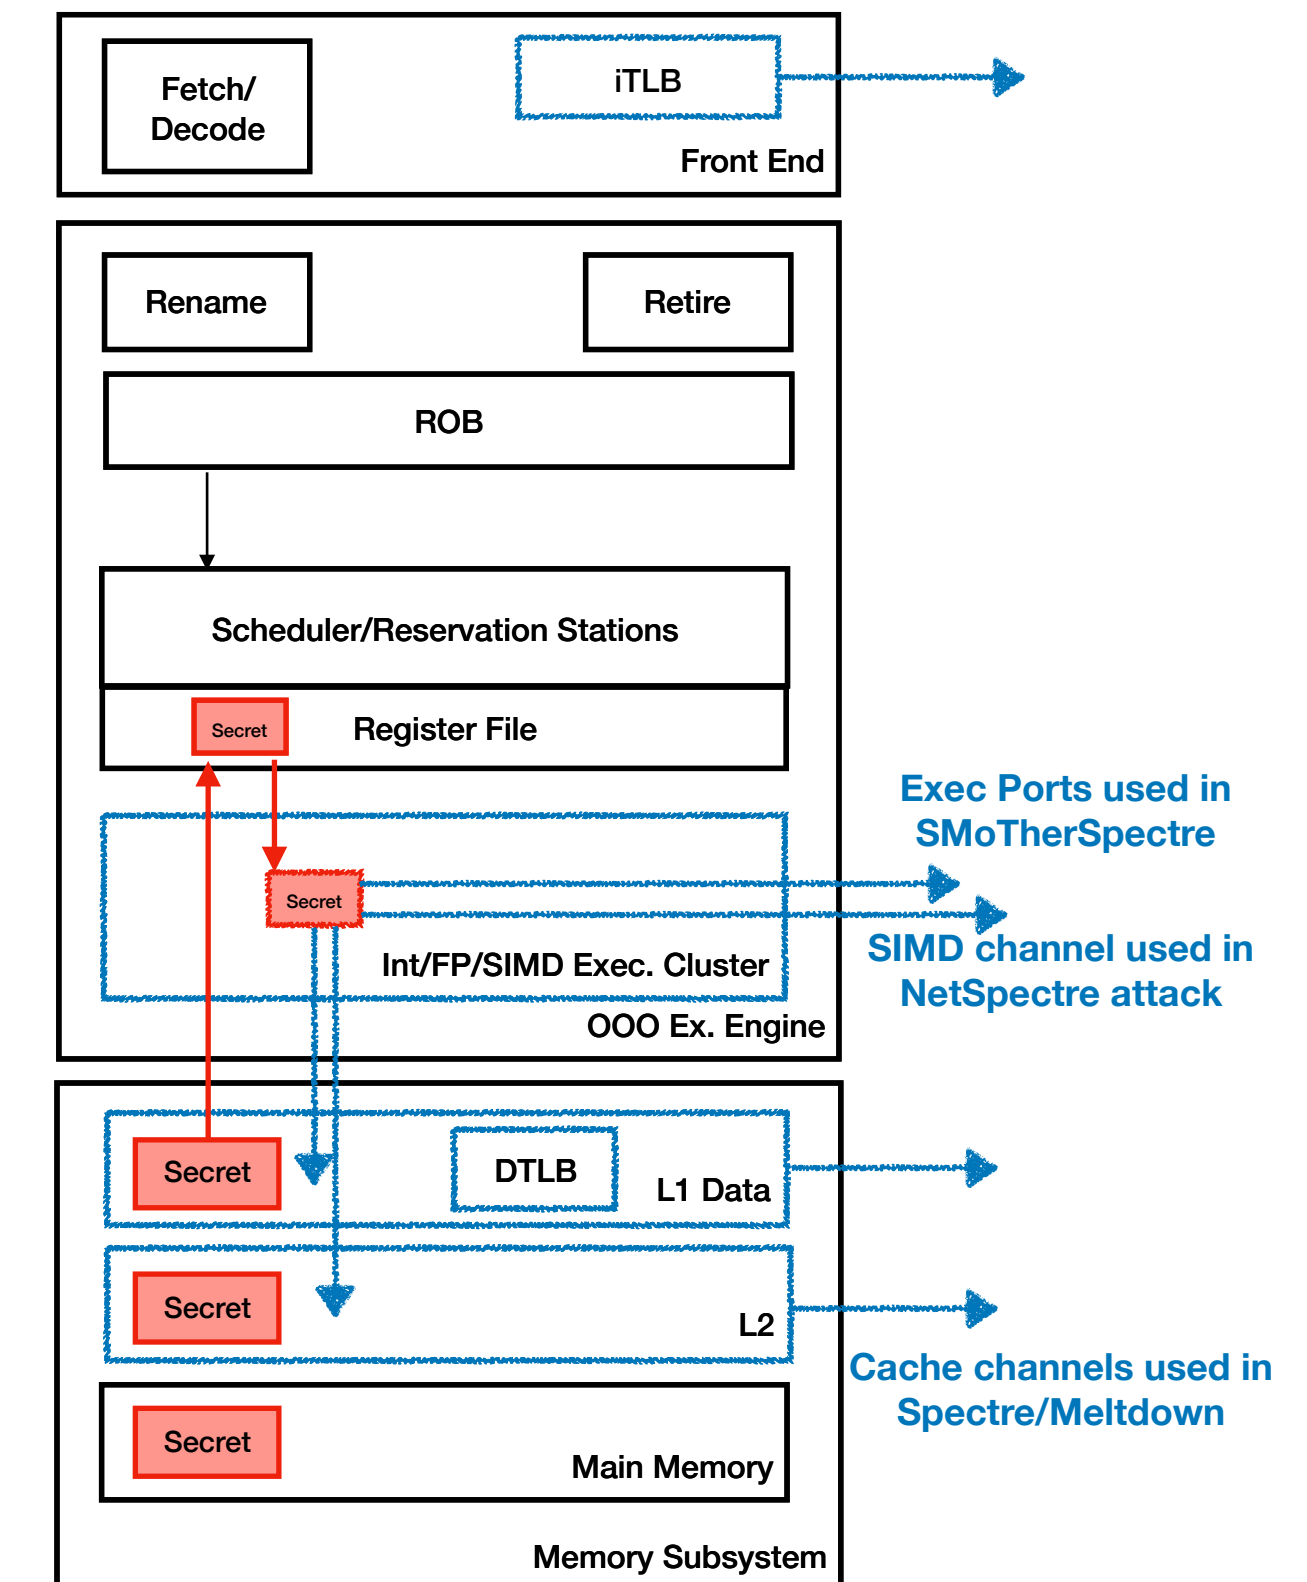 Fetch/
Decode
iTLB
Front End
Rename
Retire
ROB
Scheduler/Reservation Stations
Secret
Register File
Exec Ports used in
SMoTherSpectre
Secret
SIMD channel used in
NetSpectre attack
Int/FP/SIMD Exec. Cluster
OOO Ex. Engine
Secret
DTLB
L1 Data
Secret
L2
Cache channels used in
Spectre/Meltdown
Secret
Main Memory
Memory Subsystem